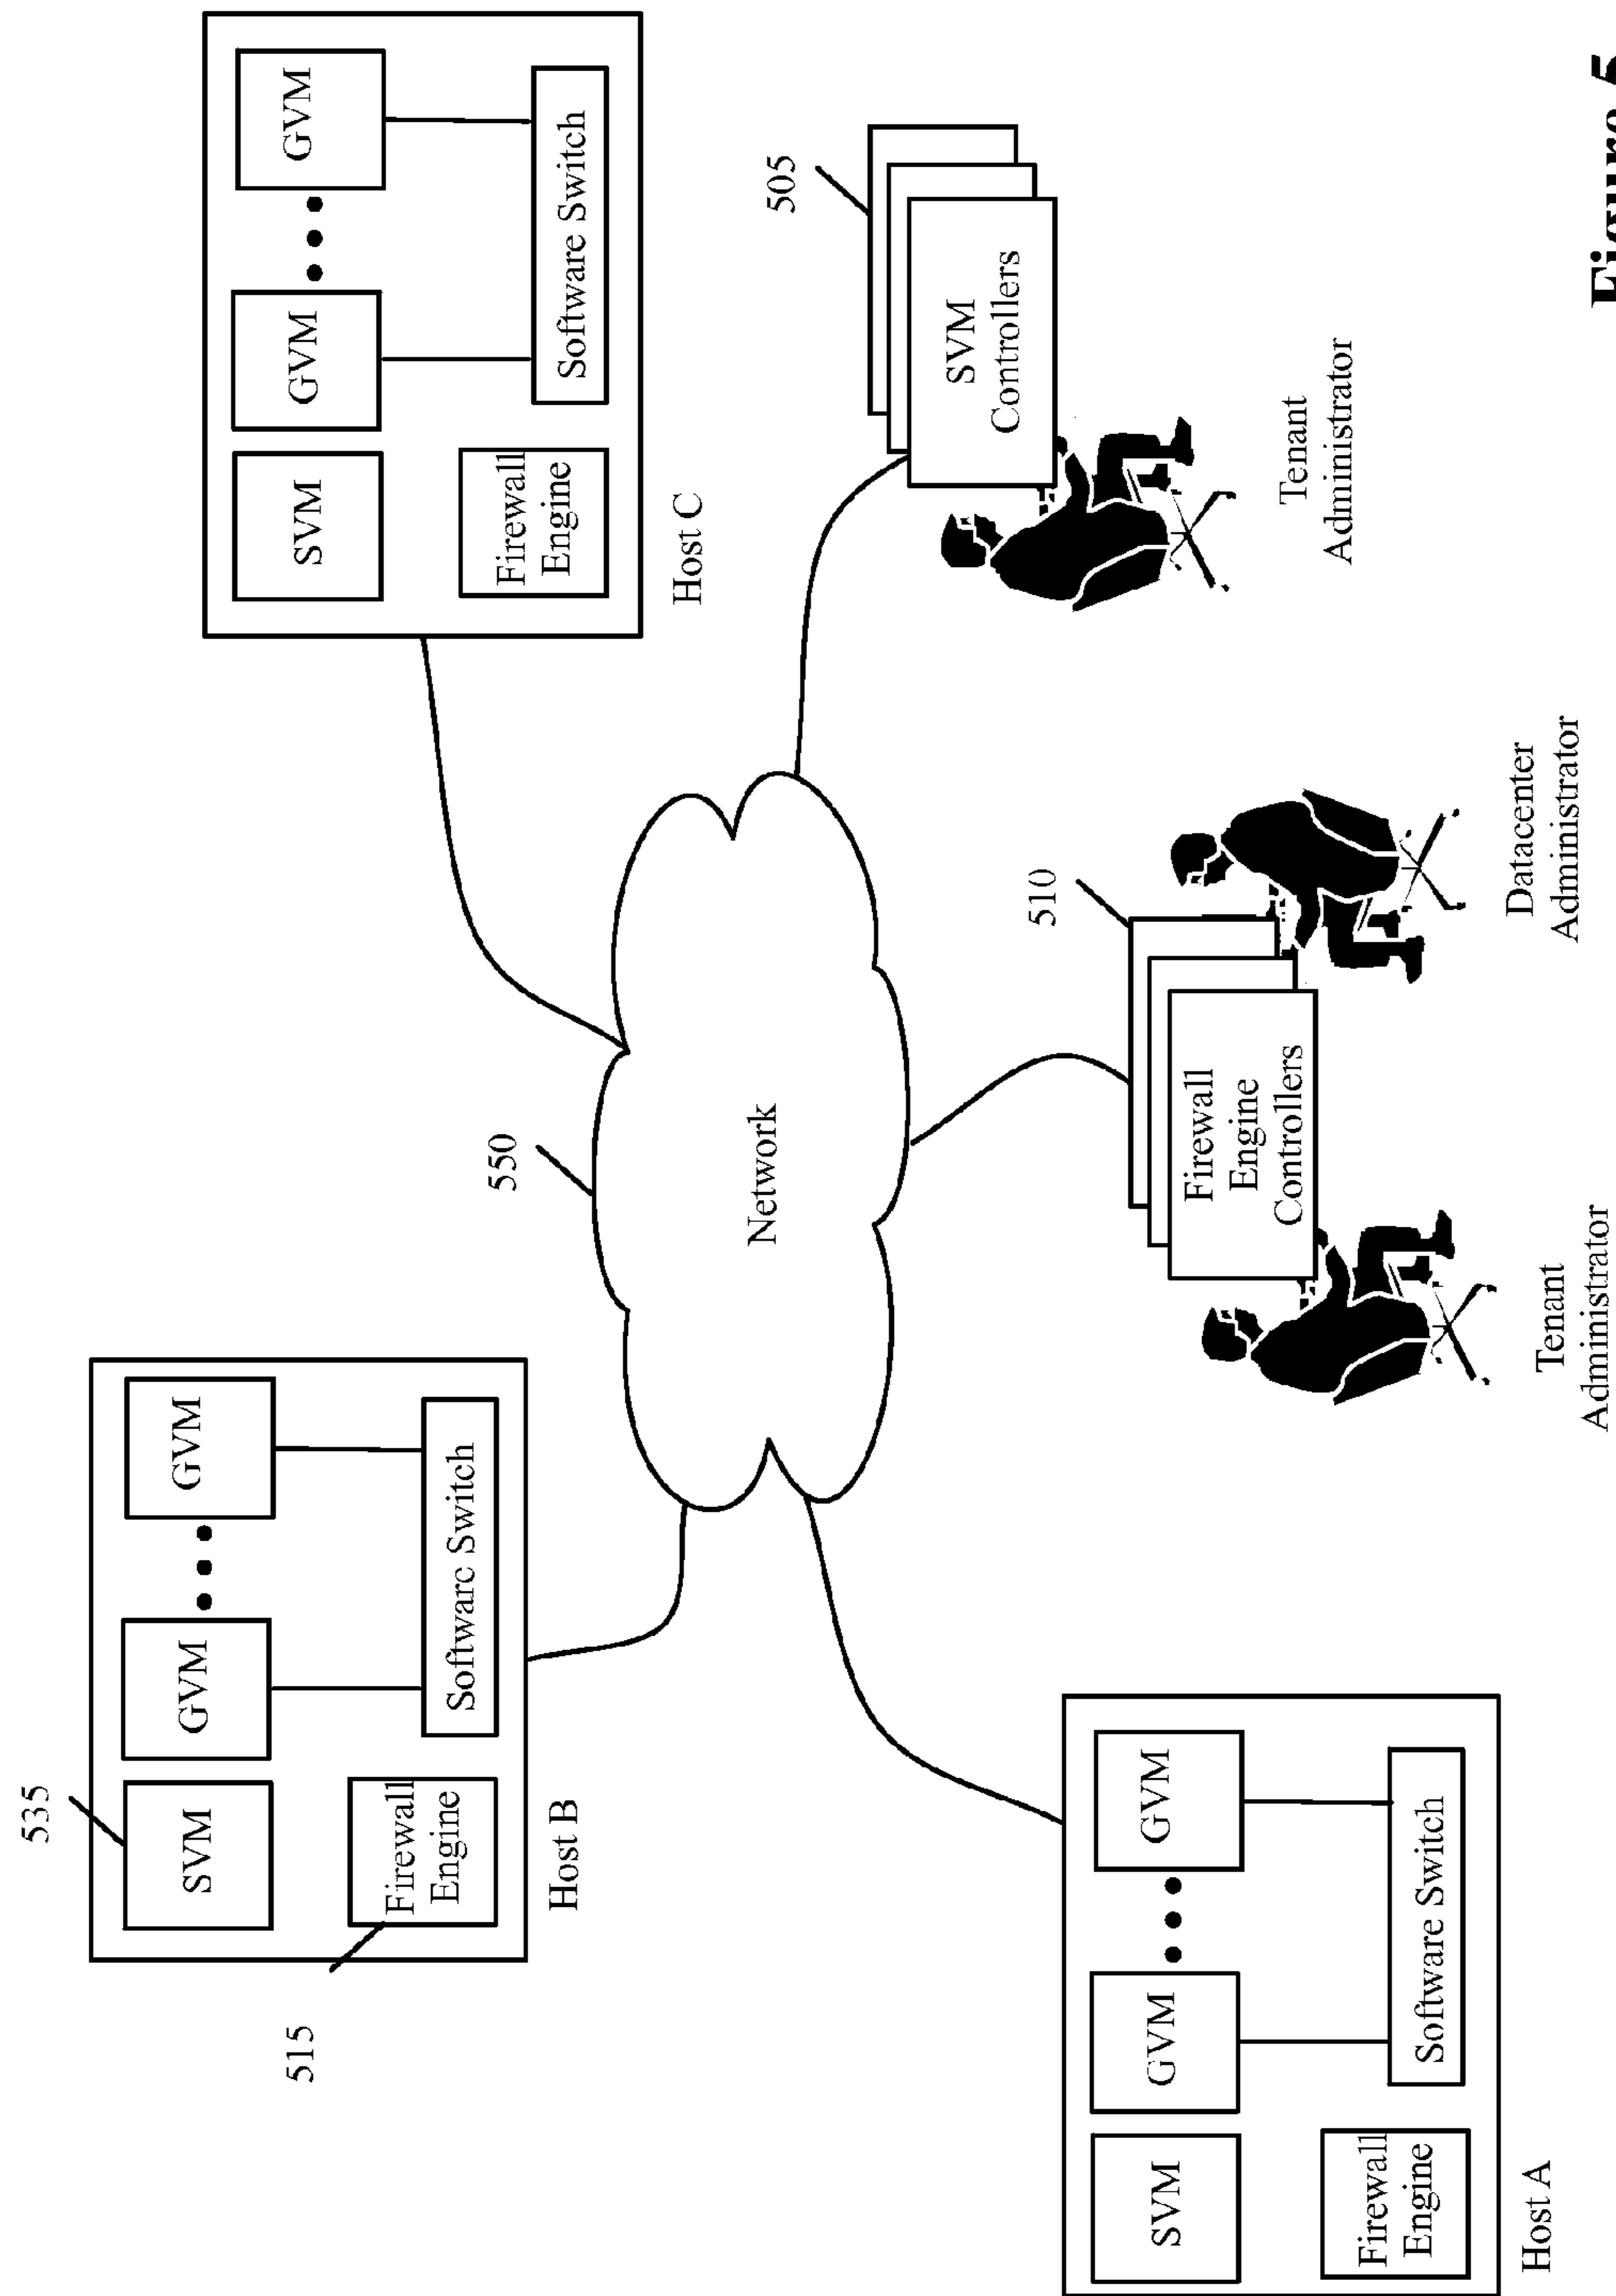 535
SVM
GVM
GVM
515
Firewall
Engine
Software Switch
Host B
SVM
GVM
GVM
Firewall
Engine
Software Switch
Host C
550
Network
505
SVM
Controllers
Tenant
Administrator
510
Firewall
Engine
Controllers
Tenant
Administrator
Datacenter
Administrator
SVM
GVM
GVM
Firewall
Engine
Software Switch
Host A
Figure 5